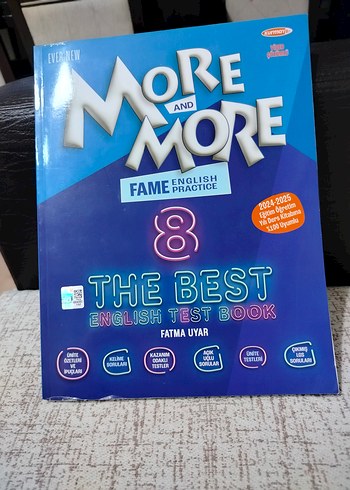 EVER NEW
MORE
AND
MORE
FAME ENGLISH
PRACTICE
2024-2025
Eğitim Öğretim
Yılı Ders Kitabına
%100 Uyumlu
8
THE BEST
ENGLISH TEST BOOK
FATMA UYAR
ÜNİTE
ÖZETLERİ
VE
İPUÇLARI
KELİME
SORULARI
KAZANIM
ODAKLI
TESTLER
AÇIK
UÇLU
SORULAR
ÜNİTE
TESTLERİ
ÇIKMIŞ
LGS
SORULARI